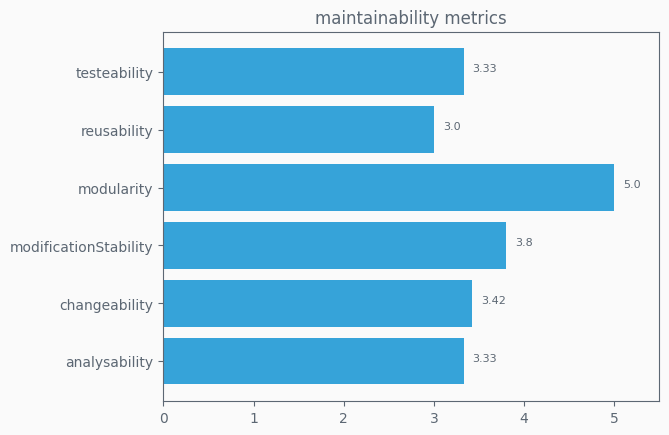 maintainability metrics
testeability
3.33
reusability
3.0
modularity
5.0
modificationStability
3.8
changeability
3.42
analysability
3.33
0 1 2 3 4 5